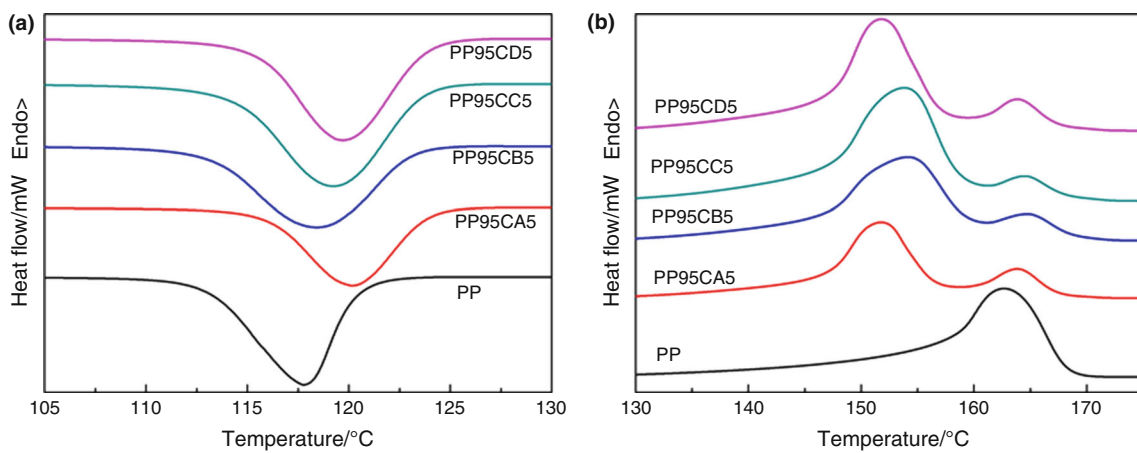 (a)
PP95CD5
PP95CC5
PP95CB5
PP95CA5
PP
Heat flow/mW Endo>
105 110 115 120 125 130
Temperature/°C
(b)
PP95CD5
PP95CC5
PP95CB5
PP95CA5
PP
Heat flow/mW Endo>
130 140 150 160 170
Temperature/°C